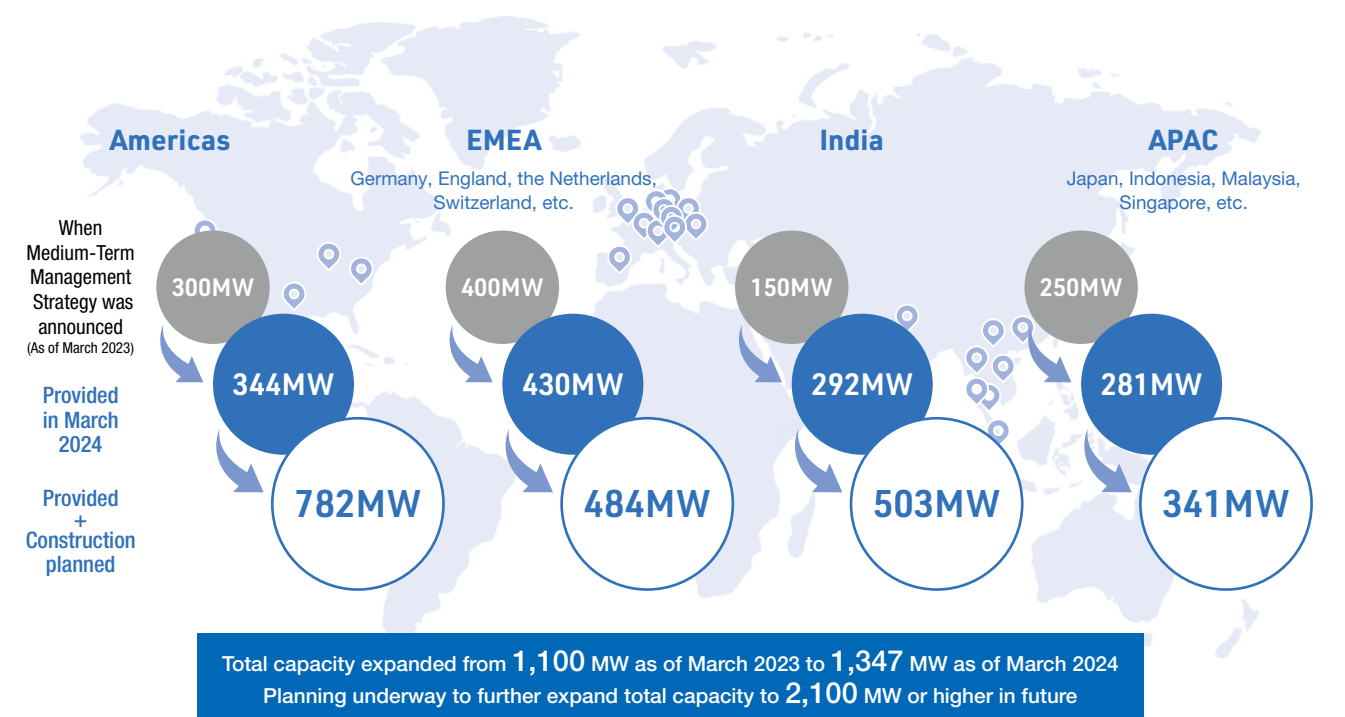 Americas
EMEA
Germany, England, the Netherlands,
Switzerland, etc.
India
APAC
Japan, Indonesia, Malaysia,
Singapore, etc.
When
Medium-Term
Management
Strategy was
announced
(As of March 2023)
300MW
400MW
150MW
250MW
Provided
in March
2024
344MW
430MW
292MW
281MW
Provided
+
Construction
planned
782MW
484MW
503MW
341MW
Total capacity expanded from 1,100 MW as of March 2023 to 1,347 MW as of March 2024
Planning underway to further expand total capacity to 2,100 MW or higher in future